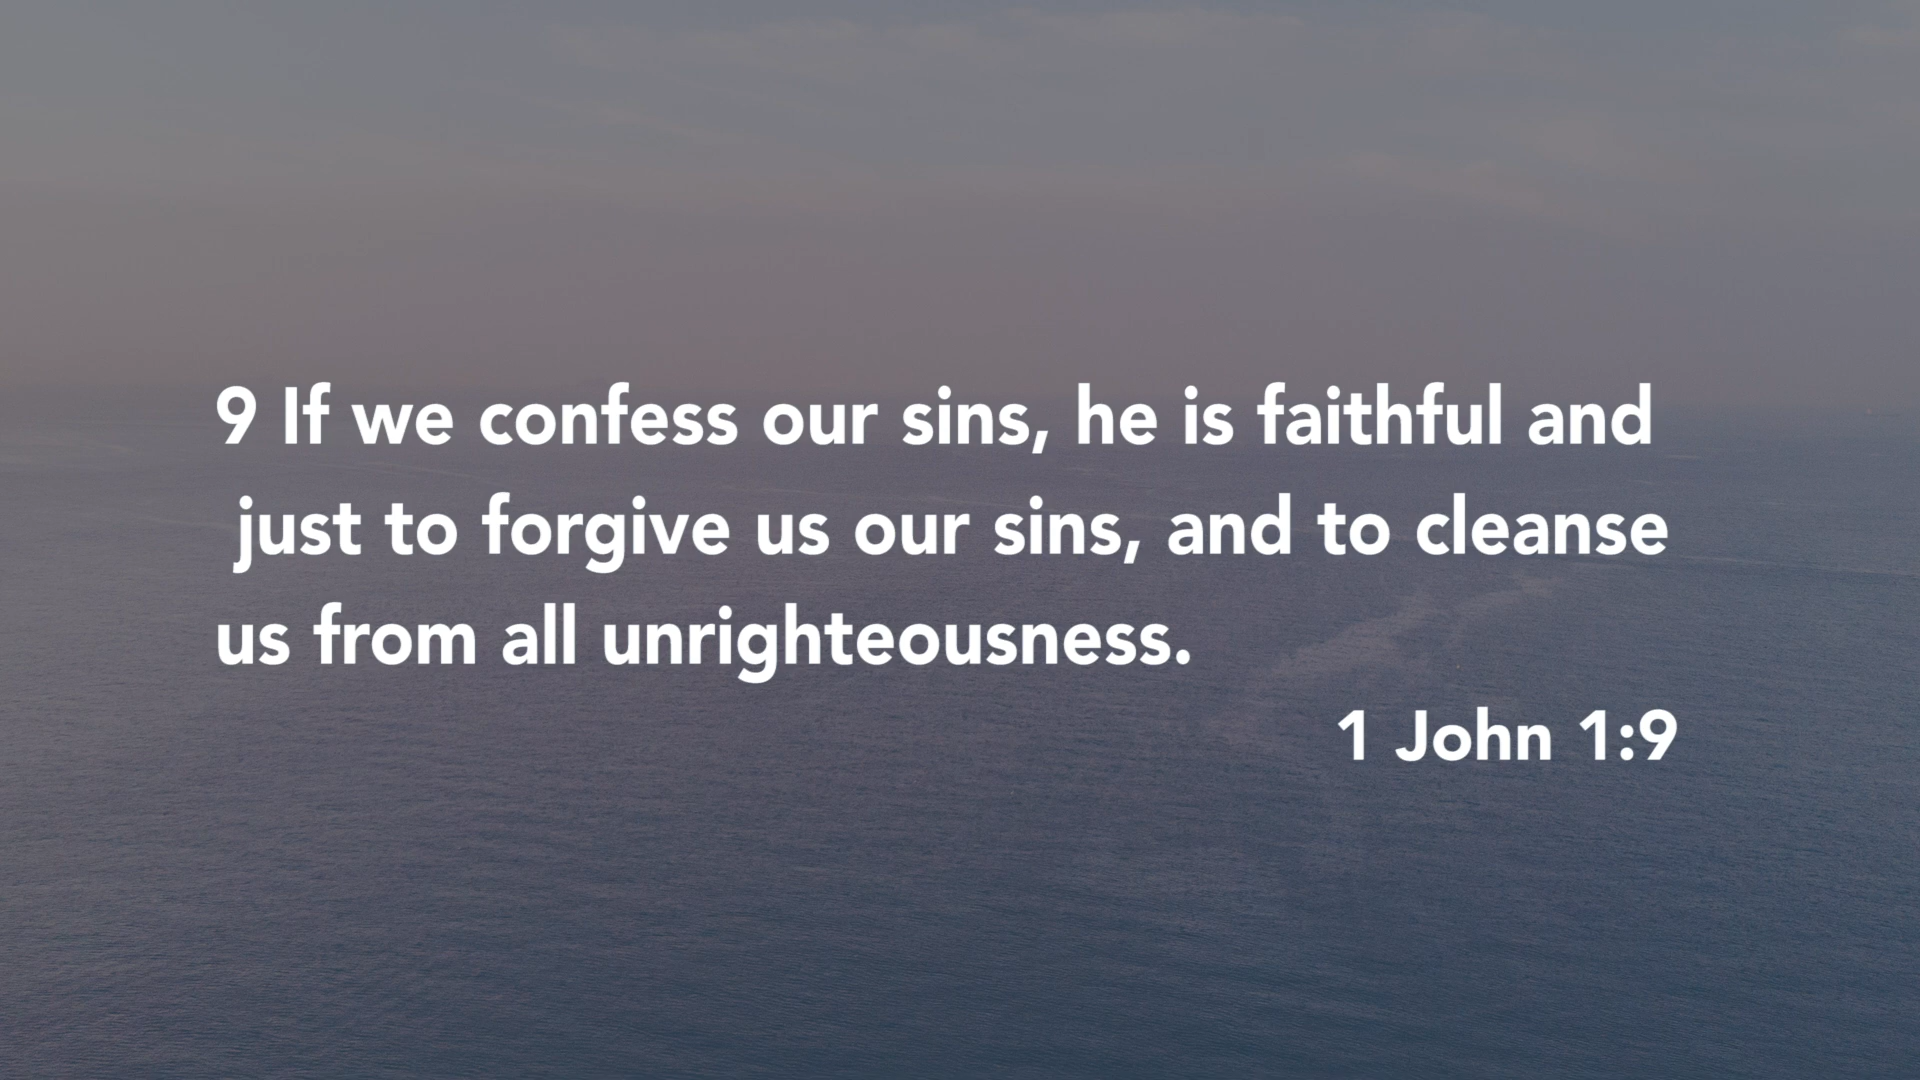 9 If we confess our sins, he is faithful and
just to forgive us our sins, and to cleanse
us from all unrighteousness.
1 John 1:9